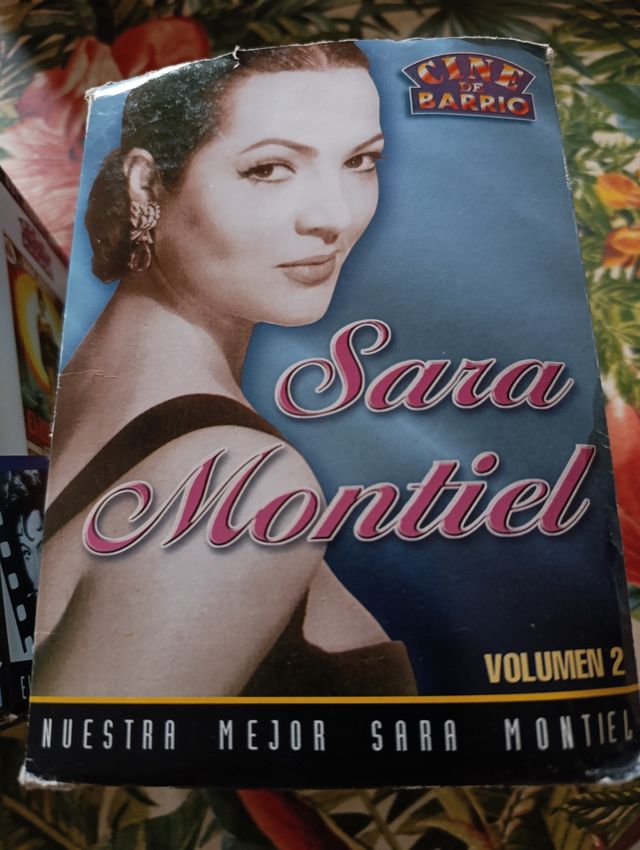 CINE
DE
BARRIO
Sara
Montiel
VOLUMEN 2
NUESTRA MEJOR SARA MONTIEL